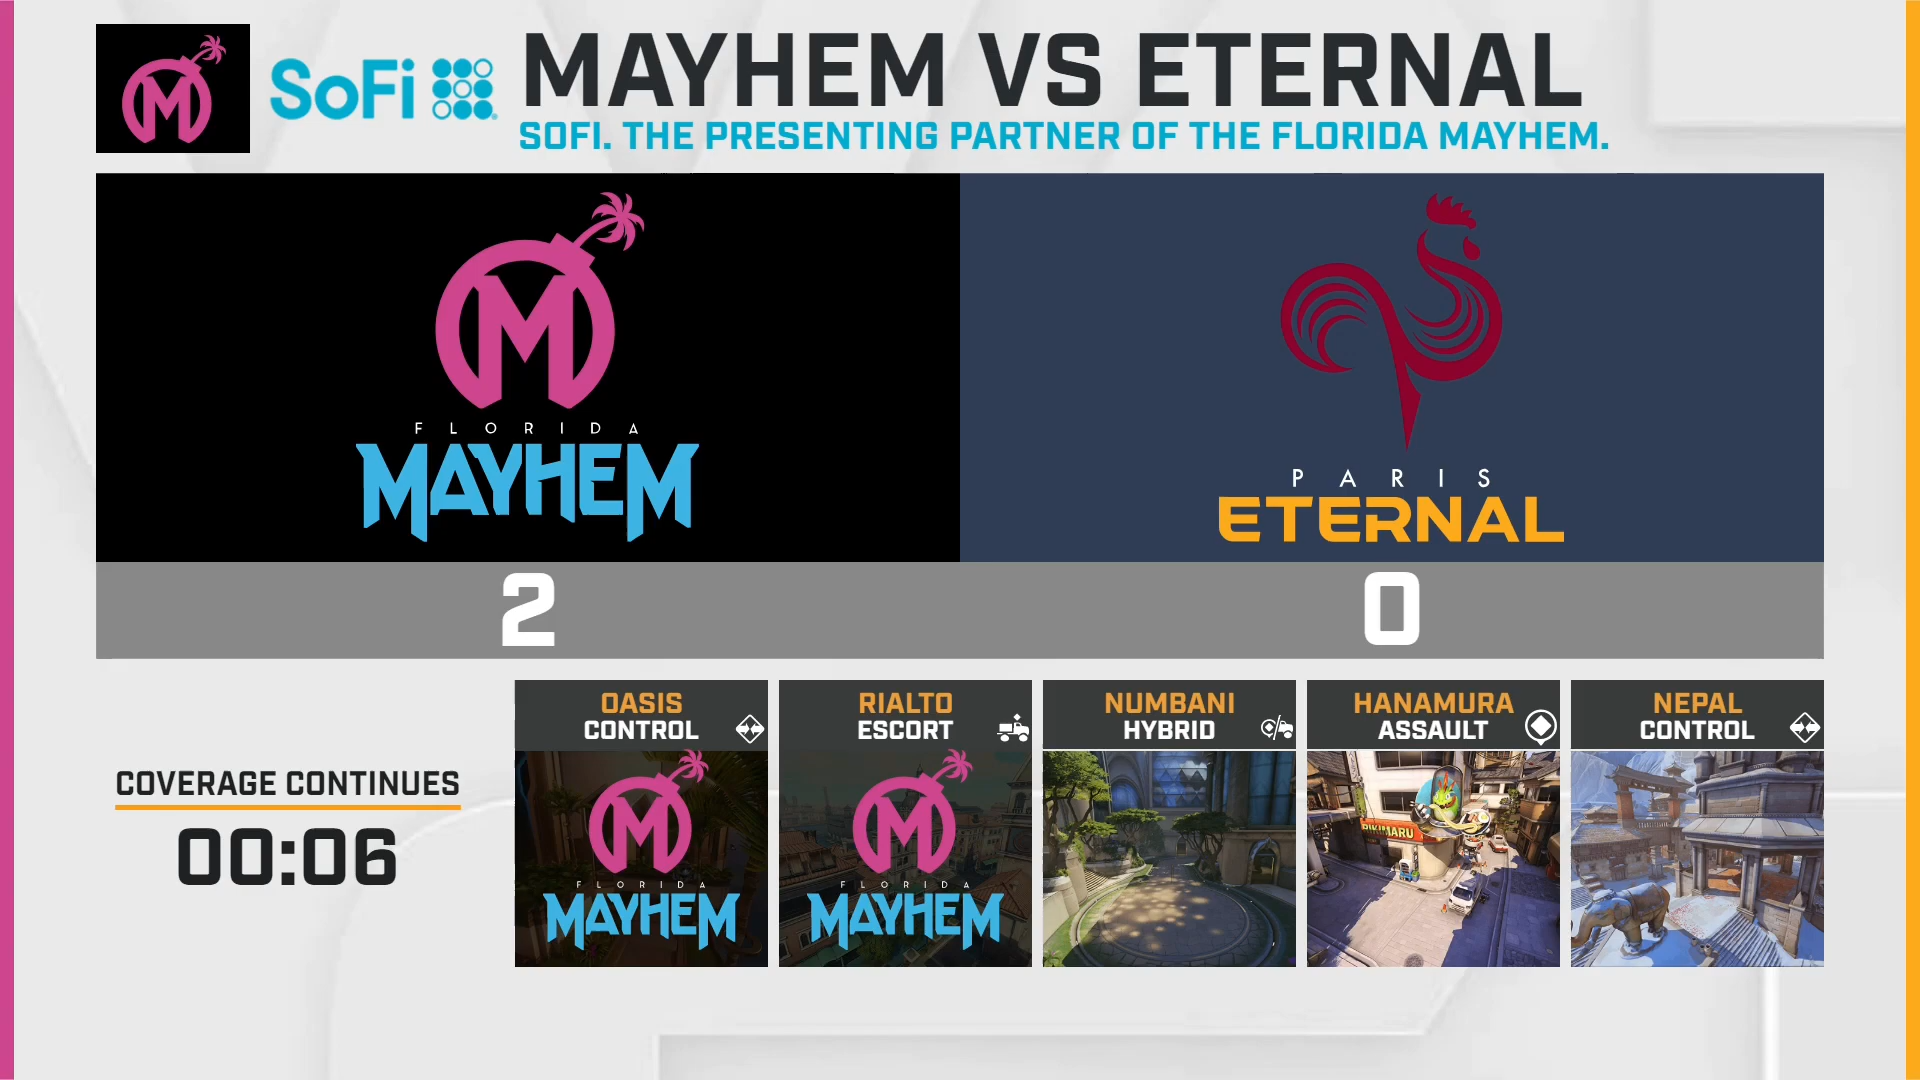 SoFi
MAYHEM VS ETERNAL
SOFI. THE PRESENTING PARTNER OF THE FLORIDA MAYHEM.
FLORIDA
MAYHEM
PARIS
ETERNAL
2
0
COVERAGE CONTINUES
00:06
OASIS
CONTROL
FLORIDA
MAYHEM
RIALTO
ESCORT
FLORIDA
MAYHEM
NUMBANI
HYBRID
HANAMURA
ASSAULT
RIKIMARU
NEPAL
CONTROL